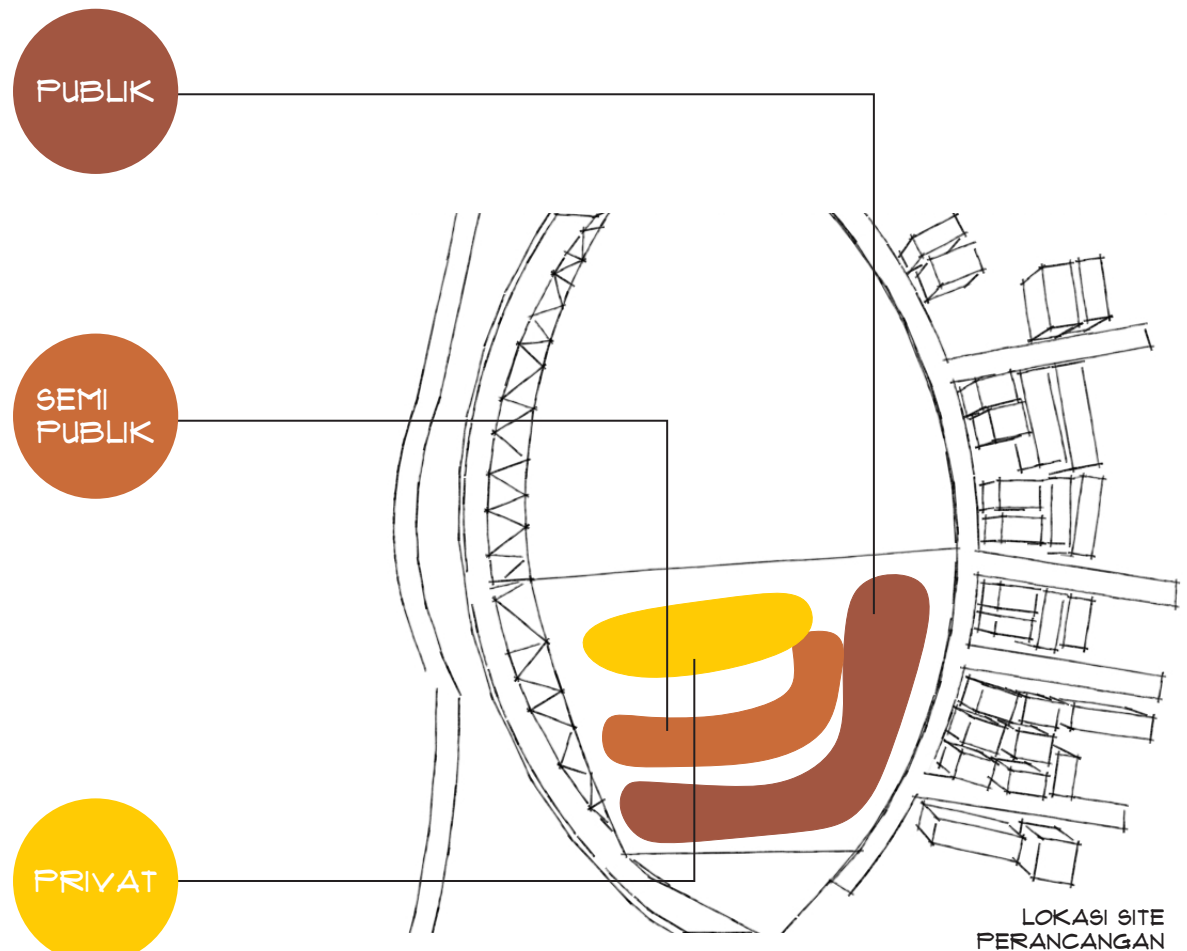 PUBLIK
SEMI
PUBLIK
PRIVAT
LOKASI SITE
PERANCANGAN